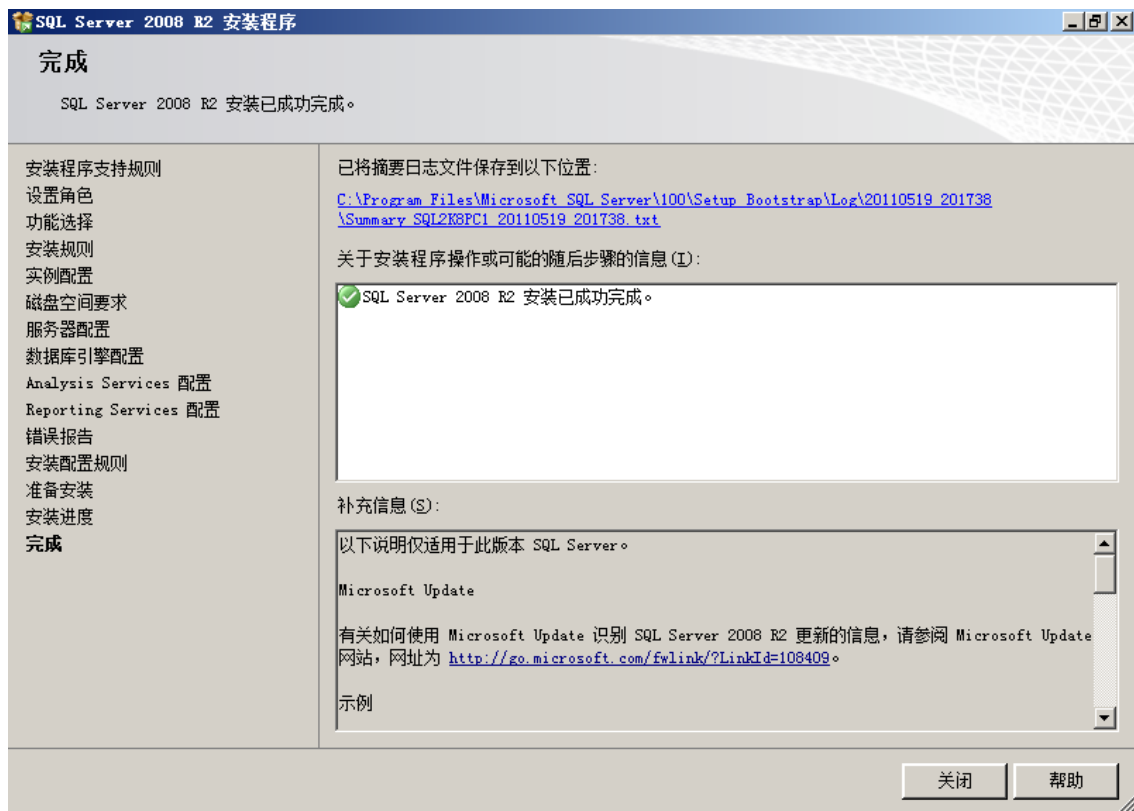 SQL Server 2008 R2 安装程序
完成
SQL Server 2008 R2 安装已成功完成。
安装程序支持规则
设置角色
功能选择
安装规则
实例配置
磁盘空间要求
服务器配置
数据库引擎配置
Analysis Services 配置
Reporting Services 配置
错误报告
安装配置规则
准备安装
安装进度
完成
已将摘要日志文件保存到以下位置:
C:\Program Files\Microsoft SQL Server\100\Setup Bootstrap\Log\20110519_201738
\Summary_SQL2K8PC1_20110519_201738.txt
关于安装程序操作或可能的随后步骤的信息(I):
SQL Server 2008 R2 安装已成功完成。
补充信息(S):
以下说明仅适用于此版本 SQL Server。
Microsoft Update
有关如何使用 Microsoft Update 识别 SQL Server 2008 R2 更新的信息，请参阅 Microsoft Update
网站，网址为 http://go.microsoft.com/fwlink/?LinkId=108409。
示例
关闭
帮助